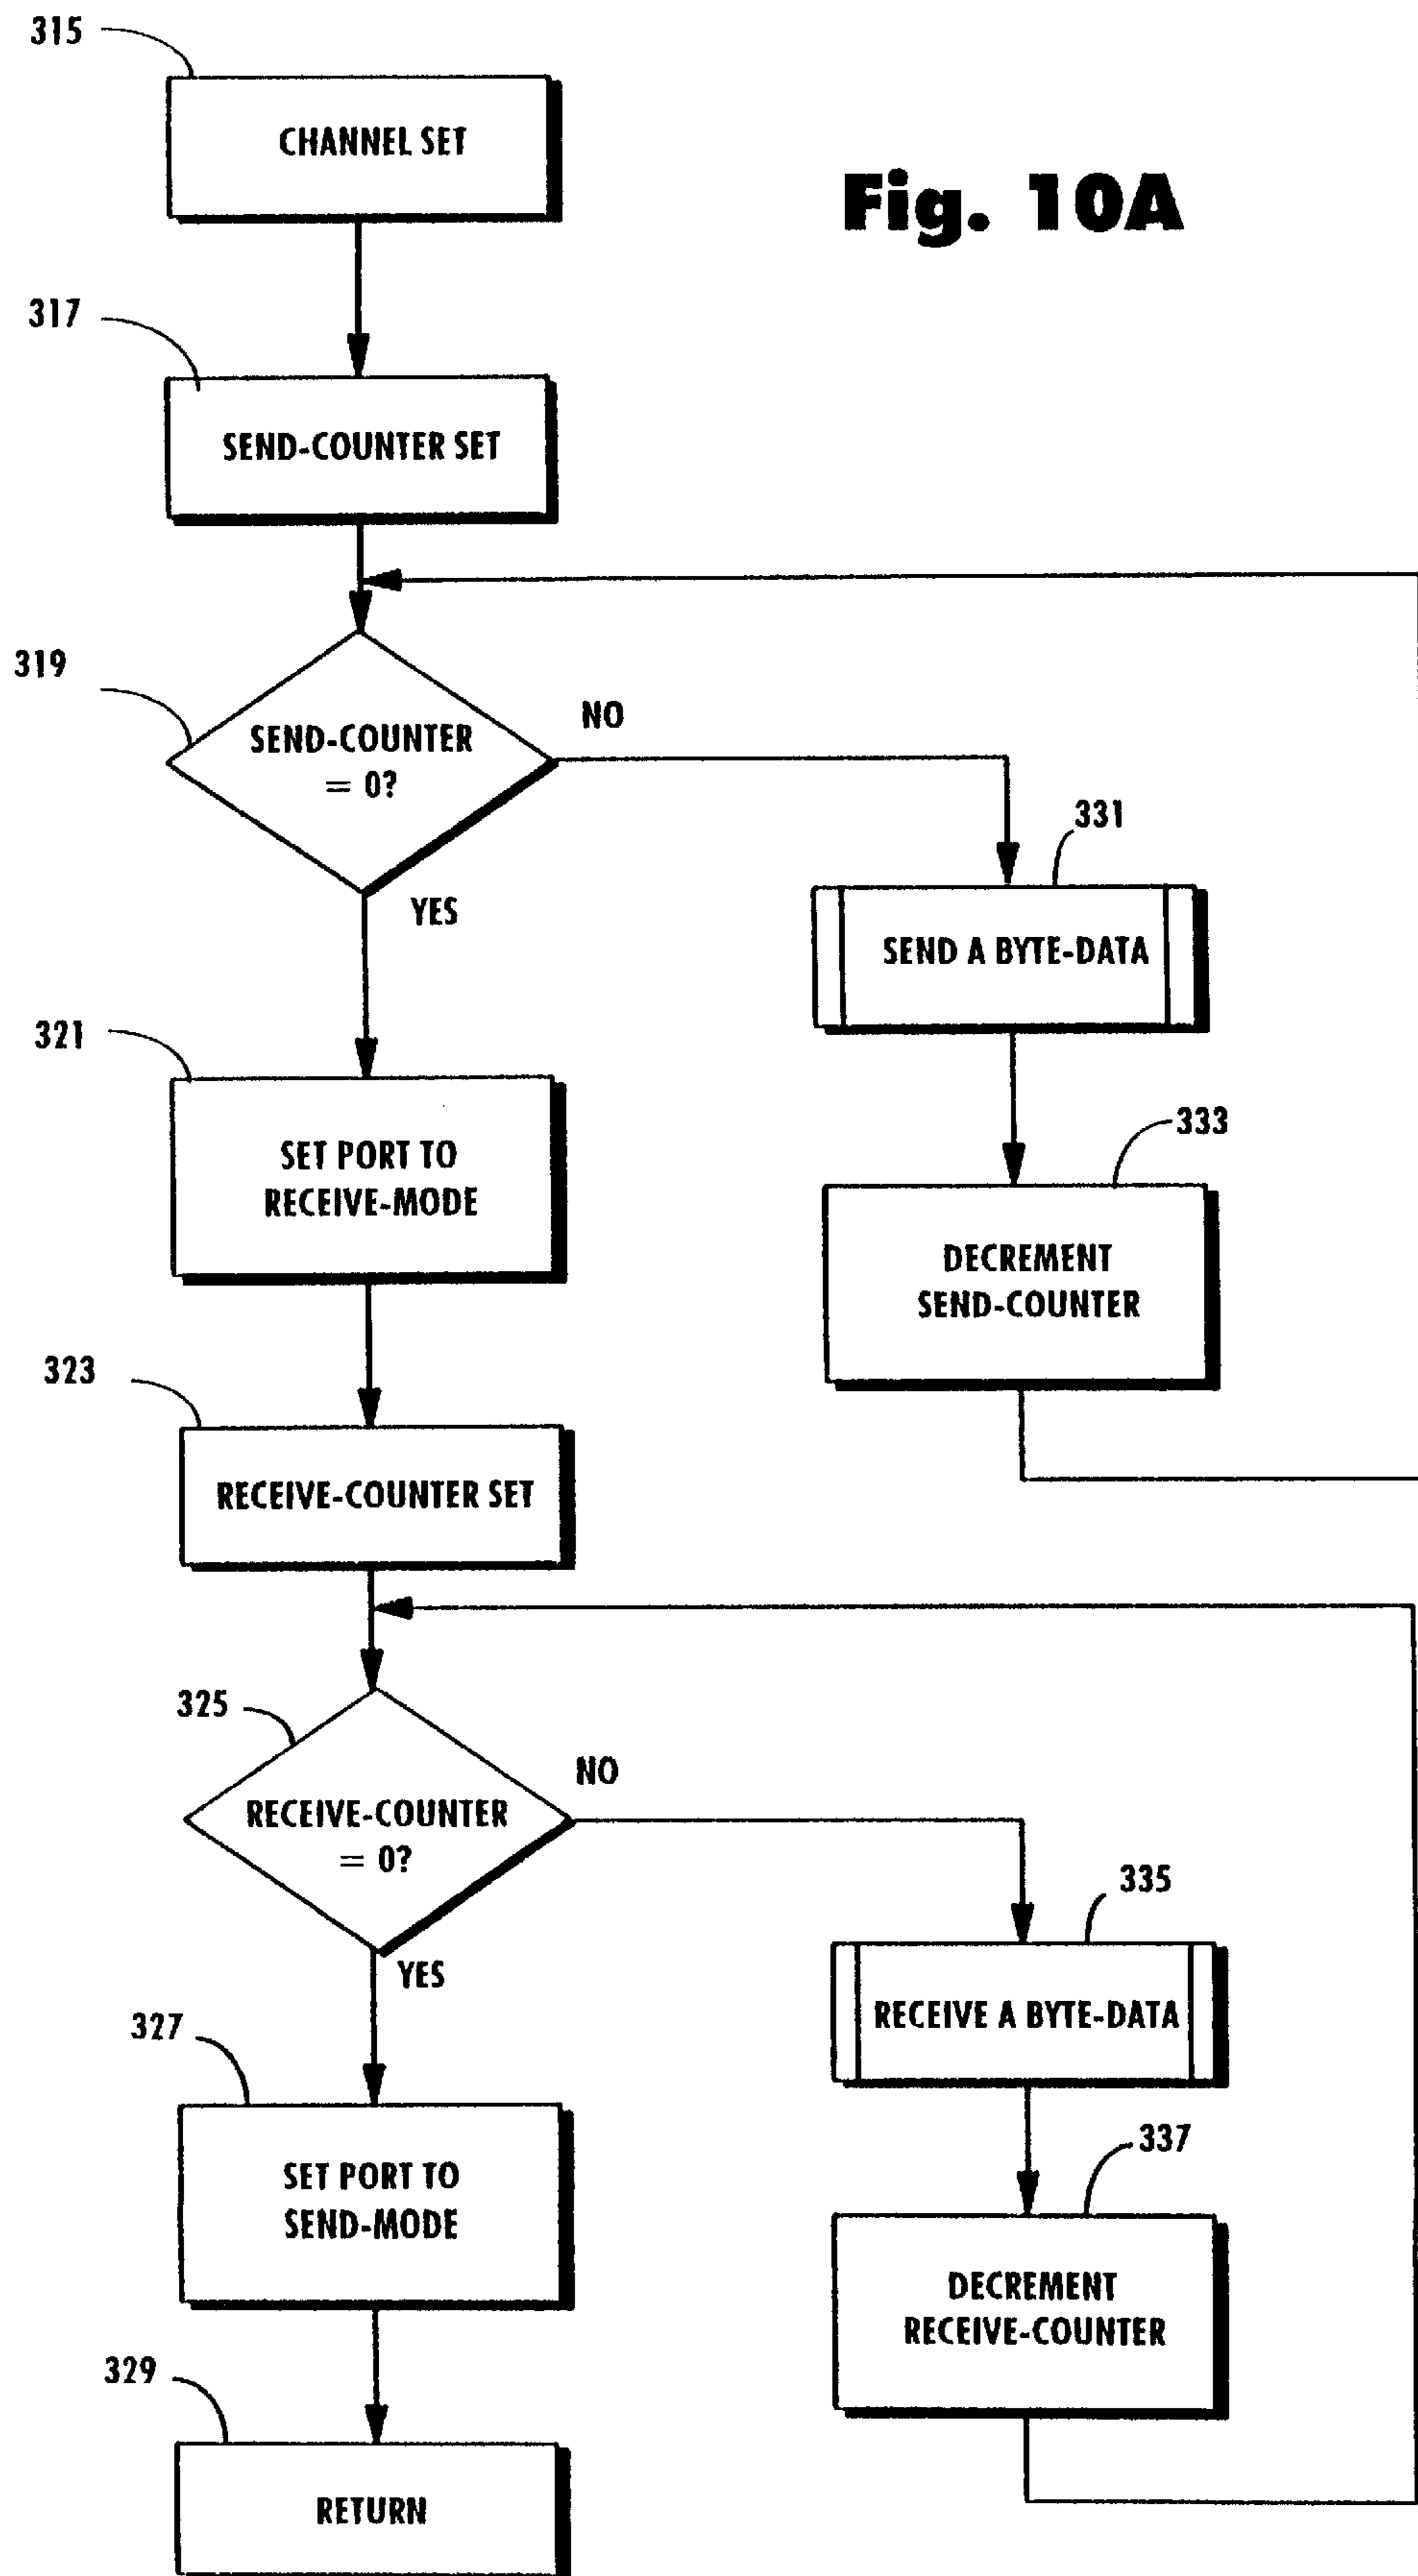 315
CHANNEL SET
Fig. 10A
317
SEND-COUNTER SET
319
SEND-COUNTER
= 0?
NO
YES
331
SEND A BYTE-DATA
321
SET PORT TO
RECEIVE-MODE
333
DECREMENT
SEND-COUNTER
323
RECEIVE-COUNTER SET
325
RECEIVE-COUNTER
= 0?
NO
YES
335
RECEIVE A BYTE-DATA
327
SET PORT TO
SEND-MODE
337
DECREMENT
RECEIVE-COUNTER
329
RETURN